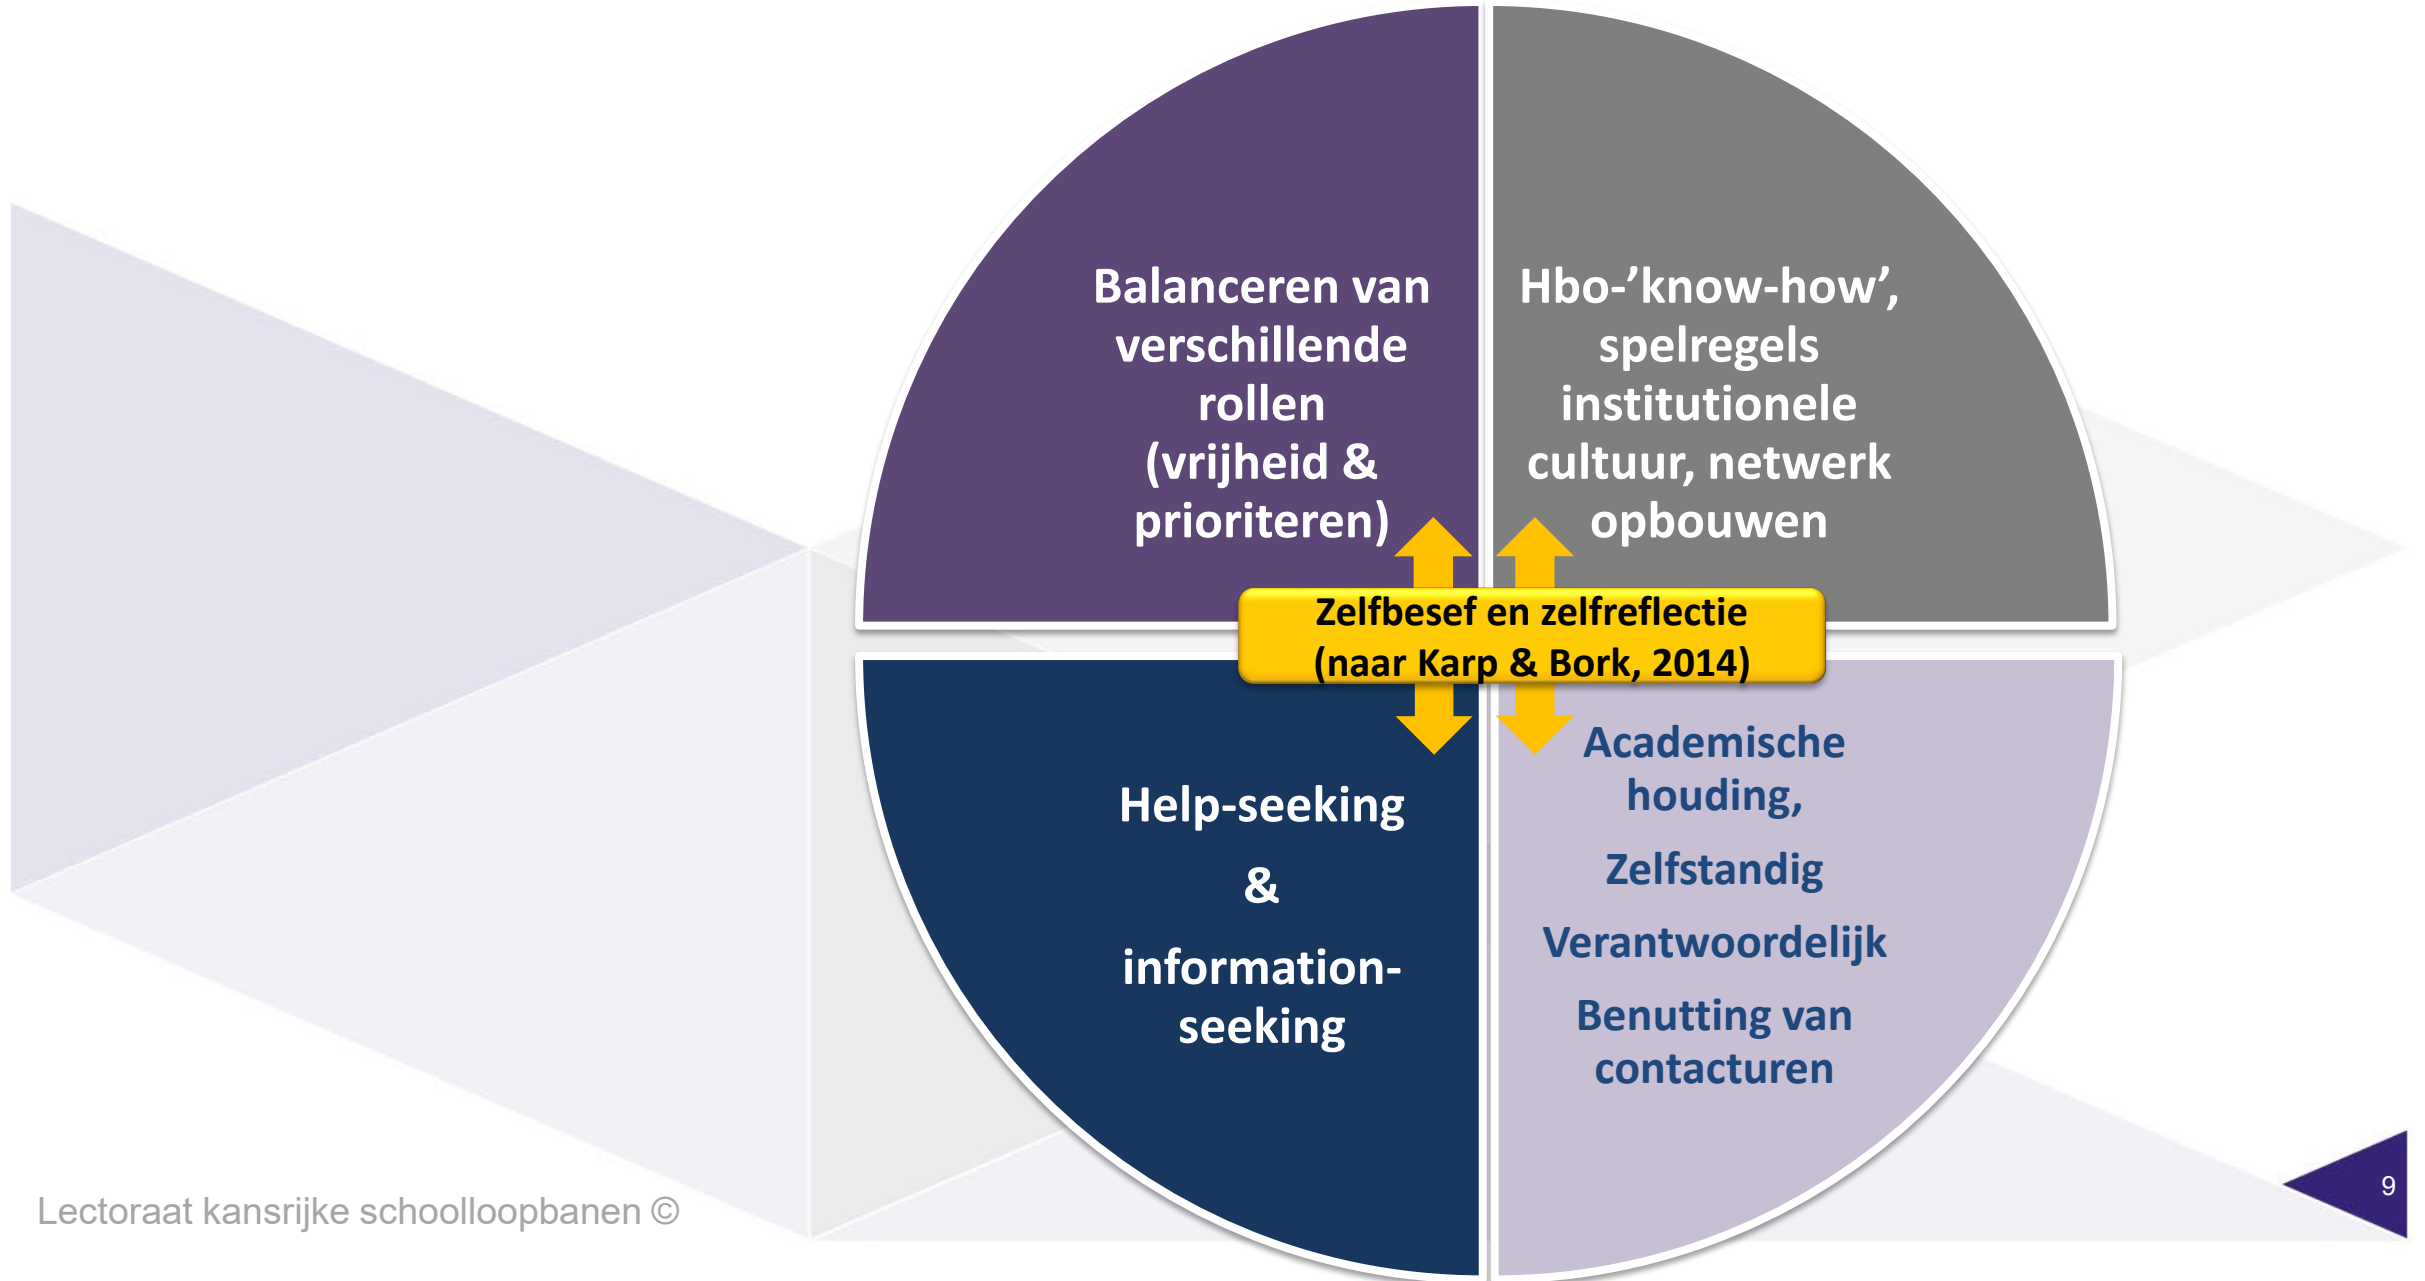 Balanceren van
verschillende
rollen
(vrijheid &
prioriteren)
Hbo-’know-how’,
spelregels
institutionele
cultuur, netwerk
opbouwen
Zelfbesef en zelfreflectie
(naar Karp & Bork, 2014)
Help-seeking
&
information-
seeking
Academische
houding,
Zelfstandig
Verantwoordelijk
Benutting van
contacturen
Lectoraat kansrijke schoolloopbanen ©
9